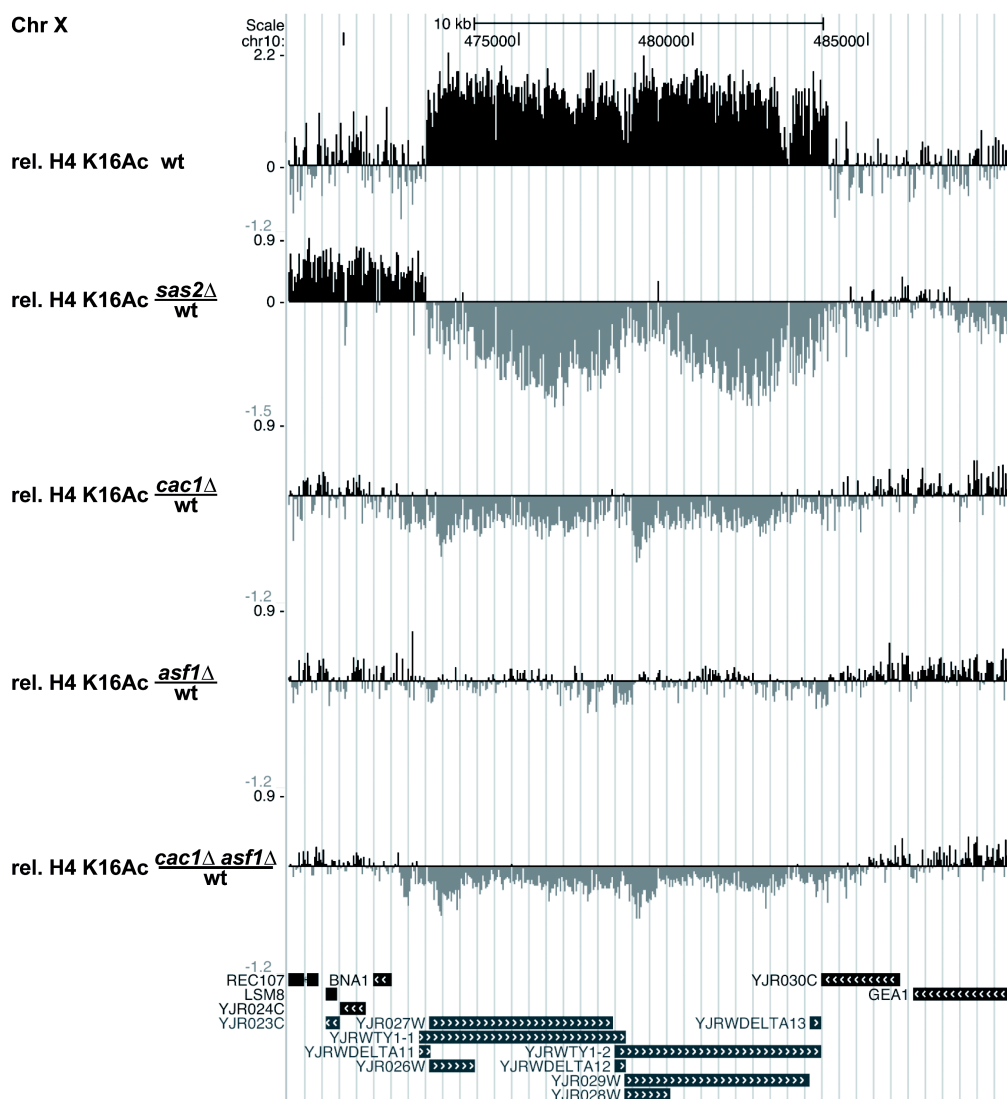 Chr X
Scale 10 kb
chr10: 475000 480000 485000
2.2
rel. H4 K16Ac wt
0
-1.2
0.9
rel. H4 K16Ac sas2Δ
wt
0
-1.5
0.9
rel. H4 K16Ac cac1Δ
wt
-1.2
0.9
rel. H4 K16Ac asf1Δ
wt
-1.2
0.9
rel. H4 K16Ac cac1Δ asf1Δ
wt
-1.2
REC107 BNA1 YJR030C
LSM8 GEA1
YJR024C
YJR023C YJR027W YJRWDELTA13
YJRWTY1-1
YJRWDELTA11 YJRWTY1-2
YJR026W YJRWDELTA12
YJR029W
YJR028W